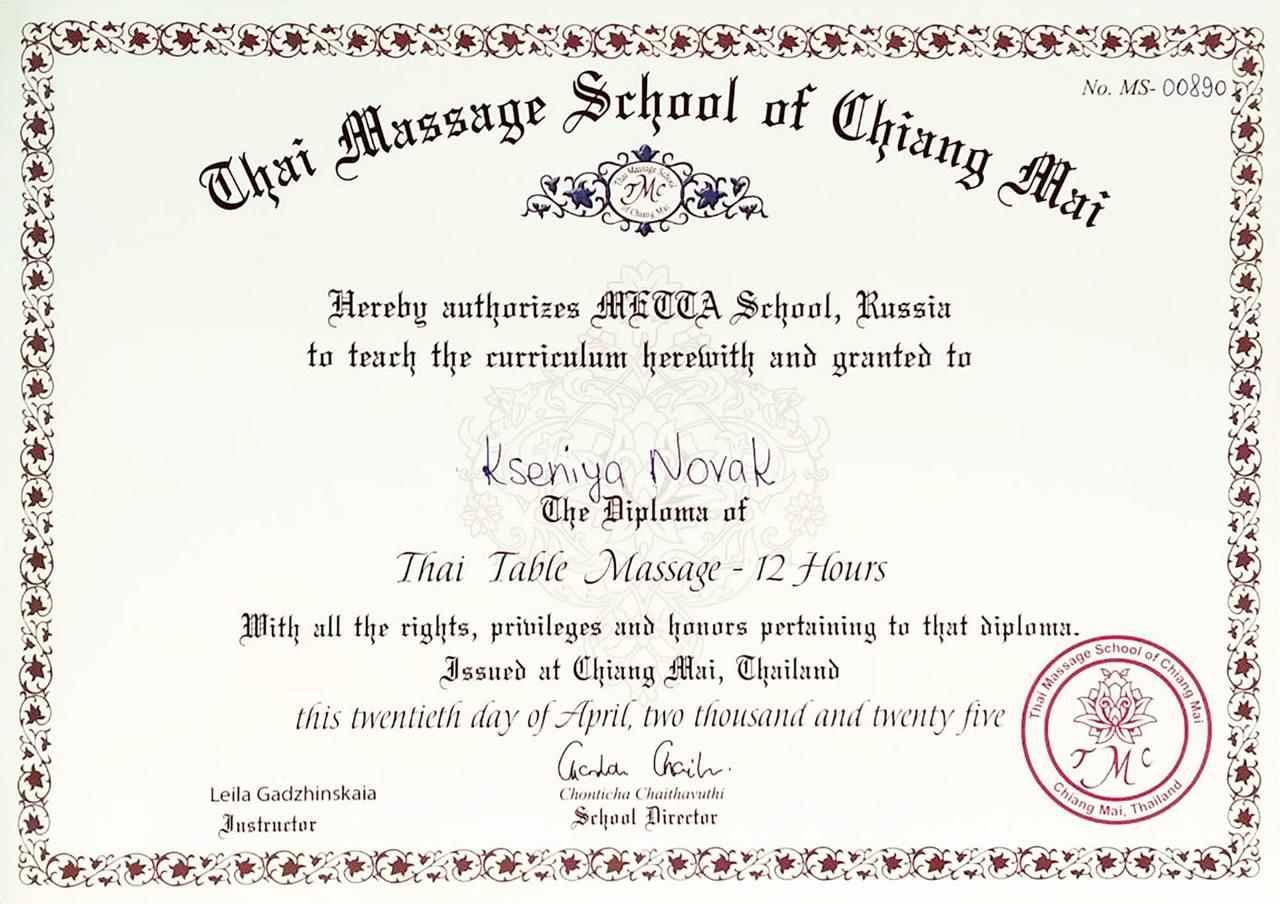 No. MS- 00890
Thai Massage School of Chiang Mai
Thai Massage School
TMC
of Chiang Mai
Hereby authorizes METTA School, Russia
to teach the curriculum herewith and granted to
Kseniya Novak
The Diploma of
Thai Table Massage - 12 Hours
With all the rights, privileges and honors pertaining to that diploma.
Issued at Chiang Mai, Thailand
this twentieth day of April, two thousand and twenty five
Thai Massage School of Chiang Mai
TMC
Chiang Mai, Thailand
Leila Gadzhinskaia
Instructor
Chonticha Chaithavuthi
School Director